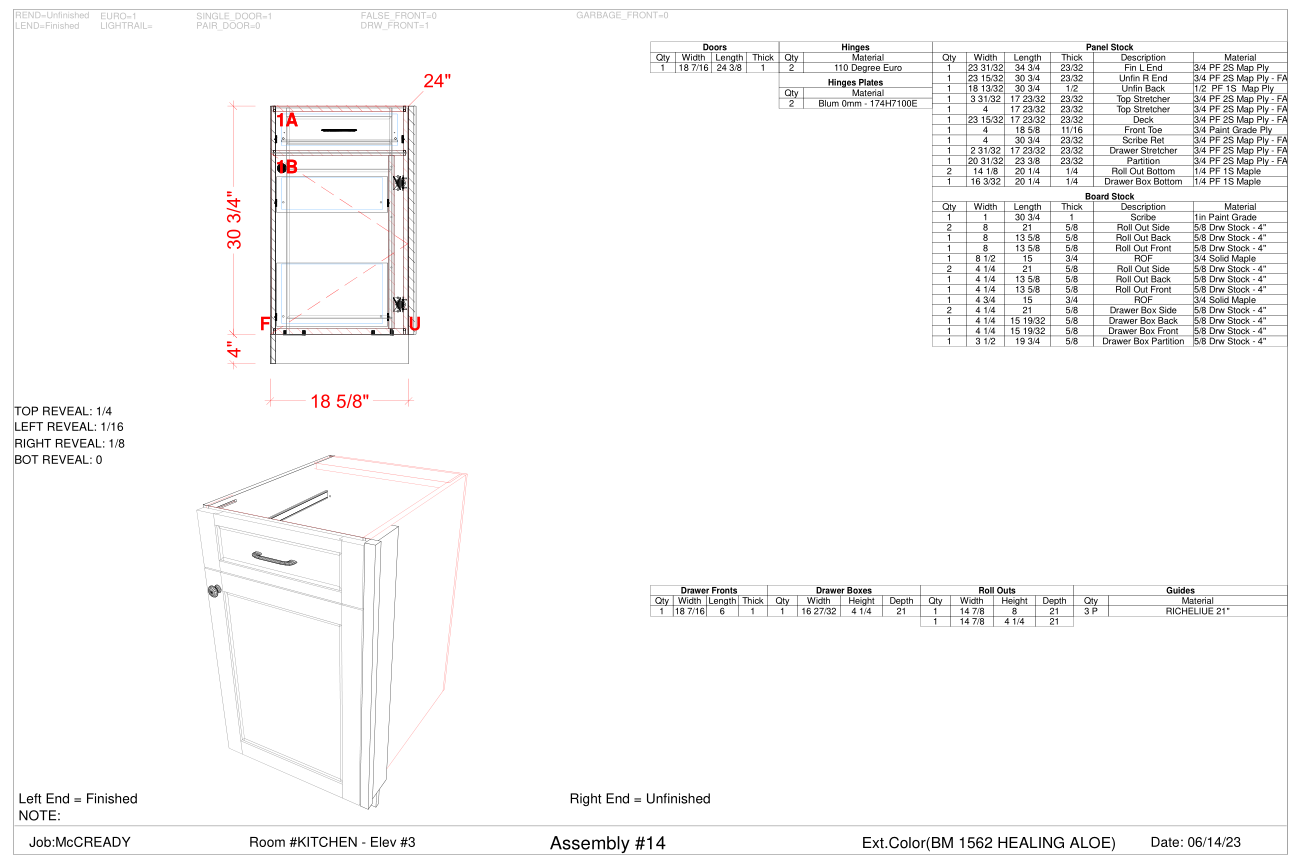 REND=Unfinished EURO=1 SINGLE_DOOR=1 FALSE_FRONT=0 GARBAGE_FRONT=0
LEND=Finished LIGHTRAIL= PAIR_DOOR=0 DRW_FRONT=1
24"
1A
1B
30 3/4"
F U
4"
18 5/8"
TOP REVEAL: 1/4
LEFT REVEAL: 1/16
RIGHT REVEAL: 1/8
BOT REVEAL: 0
Doors
Qty Width Length Thick
1 18 7/16 24 3/8 1
Hinges
Qty Material
2 110 Degree Euro
Hinges Plates
Qty Material
2 Blum 0mm - 174H7100E
Panel Stock
Qty Width Length Thick Description Material
1 23 31/32 34 3/4 23/32 Fin L End 3/4 PF 2S Map Ply
1 23 15/32 30 3/4 23/32 Unfin R End 3/4 PF 2S Map Ply - FA
1 18 13/32 30 3/4 1/2 Unfin Back 1/2 PF 1S Map Ply
1 3 31/32 17 23/32 23/32 Top Stretcher 3/4 PF 2S Map Ply - FA
1 4 17 23/32 23/32 Top Stretcher 3/4 PF 2S Map Ply - FA
1 23 15/32 17 23/32 23/32 Deck 3/4 PF 2S Map Ply - FA
1 4 18 5/8 11/16 Front Toe 3/4 Paint Grade Ply
1 4 30 3/4 23/32 Scribe Ret 3/4 PF 2S Map Ply - FA
1 2 31/32 17 23/32 23/32 Drawer Stretcher 3/4 PF 2S Map Ply - FA
1 20 31/32 23 3/8 23/32 Partition 3/4 PF 2S Map Ply - FA
2 14 1/8 20 1/4 1/4 Roll Out Bottom 1/4 PF 1S Maple
1 16 3/32 20 1/4 1/4 Drawer Box Bottom 1/4 PF 1S Maple
Board Stock
Qty Width Length Thick Description Material
1 1 30 3/4 1 Scribe 1in Paint Grade
2 8 21 5/8 Roll Out Side 5/8 Drw Stock - 4"
1 8 13 5/8 5/8 Roll Out Back 5/8 Drw Stock - 4"
1 8 13 5/8 5/8 Roll Out Front 5/8 Drw Stock - 4"
1 8 1/2 15 3/4 ROF 3/4 Solid Maple
2 4 1/4 21 5/8 Roll Out Side 5/8 Drw Stock - 4"
1 4 1/4 13 5/8 5/8 Roll Out Back 5/8 Drw Stock - 4"
1 4 1/4 13 5/8 5/8 Roll Out Front 5/8 Drw Stock - 4"
1 4 3/4 15 3/4 ROF 3/4 Solid Maple
2 4 1/4 21 5/8 Drawer Box Side 5/8 Drw Stock - 4"
1 4 1/4 15 19/32 5/8 Drawer Box Back 5/8 Drw Stock - 4"
1 4 1/4 15 19/32 5/8 Drawer Box Front 5/8 Drw Stock - 4"
1 3 1/2 19 3/4 5/8 Drawer Box Partition 5/8 Drw Stock - 4"
Drawer Fronts
Qty Width Length Thick
1 18 7/16 6 1
Drawer Boxes
Qty Width Height Depth
1 16 27/32 4 1/4 21
Roll Outs
Qty Width Height Depth
1 14 7/8 8 21
1 14 7/8 4 1/4 21
Guides
Qty Material
3 P RICHELIUE 21"
Left End = Finished Right End = Unfinished
NOTE:
Job:McCREADY Room #KITCHEN - Elev #3 Assembly #14 Ext.Color(BM 1562 HEALING ALOE) Date: 06/14/23